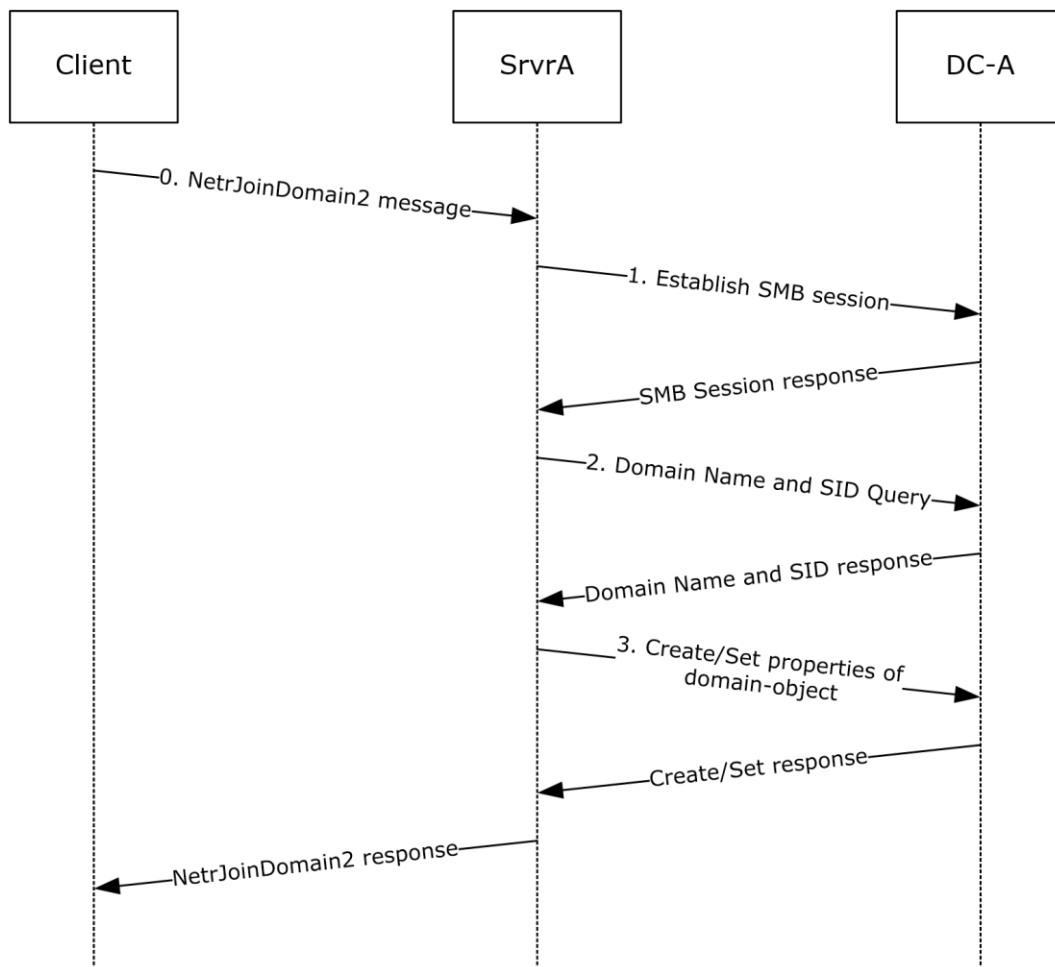 Client
SrvrA
DC-A
0. NetrJoinDomain2 message
1. Establish SMB session
SMB Session response
2. Domain Name and SID Query
Domain Name and SID response
3. Create/Set properties of
domain-object
Create/Set response
NetrJoinDomain2 response